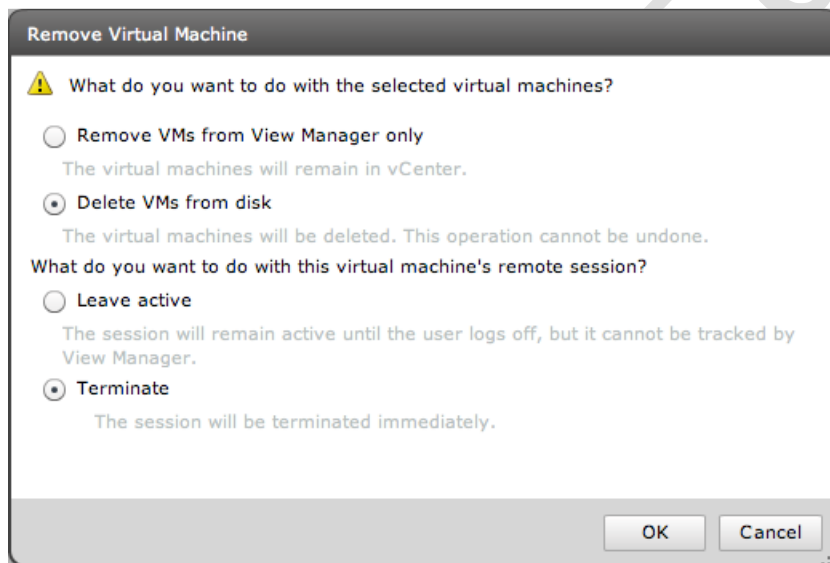 Remove Virtual Machine
What do you want to do with the selected virtual machines?
Remove VMs from View Manager only
The virtual machines will remain in vCenter.
Delete VMs from disk
The virtual machines will be deleted. This operation cannot be undone.
What do you want to do with this virtual machine's remote session?
Leave active
The session will remain active until the user logs off, but it cannot be tracked by
View Manager.
Terminate
The session will be terminated immediately.
OK Cancel